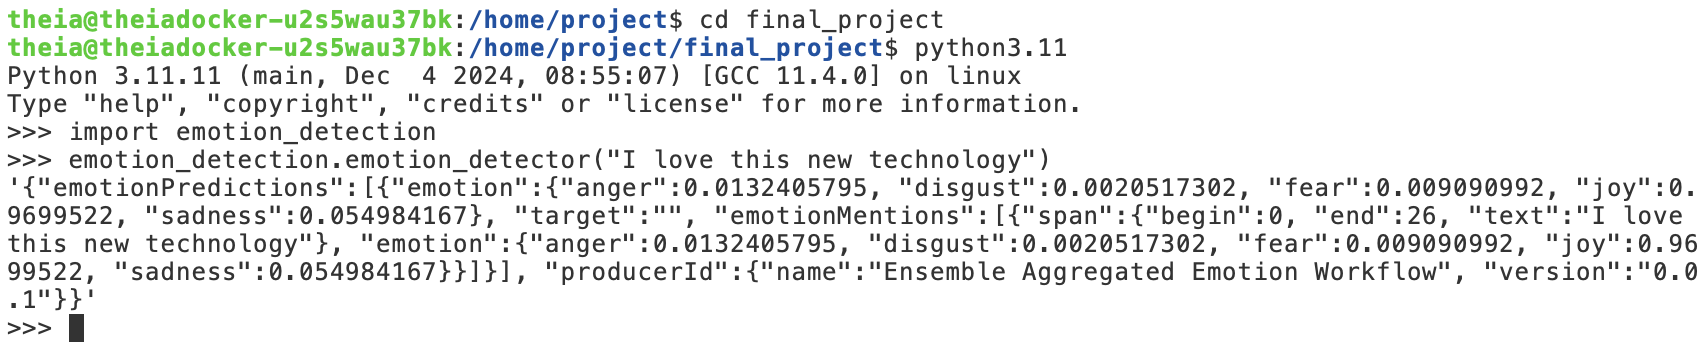 theia@theiadocker-u2s5wau37bk:/home/project$ cd final_project
theia@theiadocker-u2s5wau37bk:/home/project/final_project$ python3.11
Python 3.11.11 (main, Dec  4 2024, 08:55:07) [GCC 11.4.0] on linux
Type "help", "copyright", "credits" or "license" for more information.
>>> import emotion_detection
>>> emotion_detection.emotion_detector("I love this new technology")
'{"emotionPredictions":[{"emotion":{"anger":0.0132405795, "disgust":0.0020517302, "fear":0.009090992, "joy":0.
9699522, "sadness":0.054984167}, "target":"", "emotionMentions":[{"span":{"begin":0, "end":26, "text":"I love
this new technology"}, "emotion":{"anger":0.0132405795, "disgust":0.0020517302, "fear":0.009090992, "joy":0.96
99522, "sadness":0.054984167}}]}], "producerId":{"name":"Ensemble Aggregated Emotion Workflow", "version":"0.0
.1"}}'
>>>